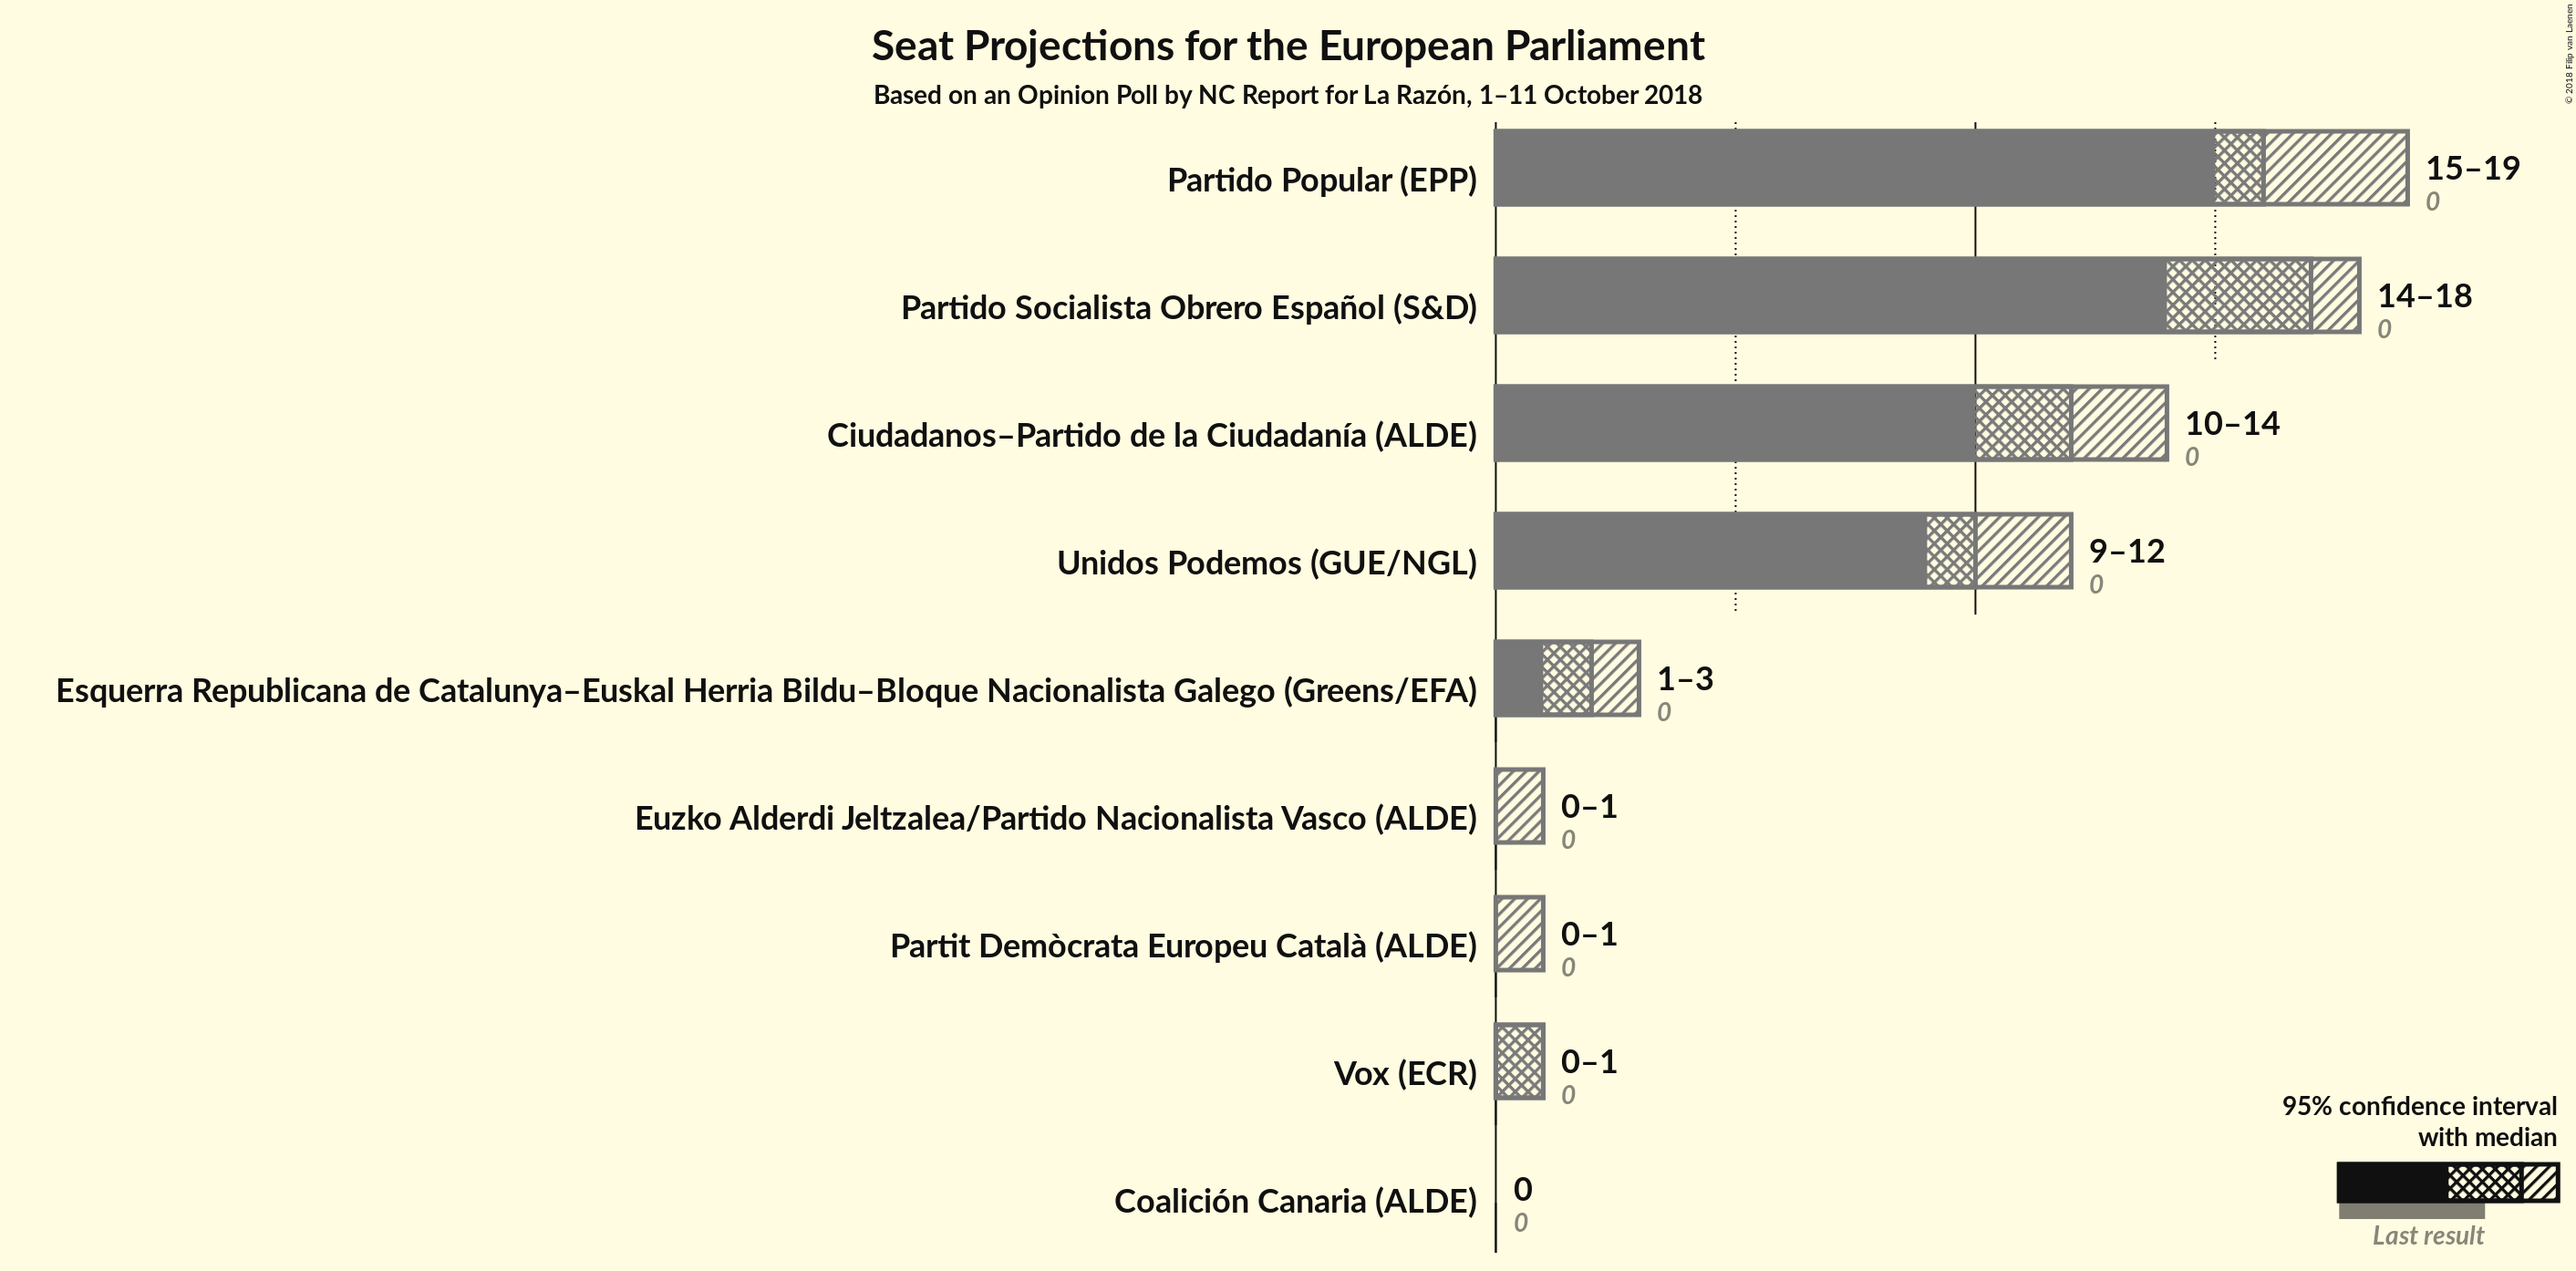 Seat Projections for the European Parliament
Based on an Opinion Poll by NC Report for La Razón, 1–11 October 2018
© 2018 Filip van Laenen
Partido Popular (EPP)
15–19
0
Partido Socialista Obrero Español (S&D)
14–18
0
Ciudadanos–Partido de la Ciudadanía (ALDE)
10–14
0
Unidos Podemos (GUE/NGL)
9–12
0
Esquerra Republicana de Catalunya–Euskal Herria Bildu–Bloque Nacionalista Galego (Greens/EFA)
1–3
0
Euzko Alderdi Jeltzalea/Partido Nacionalista Vasco (ALDE)
0–1
0
Partit Demòcrata Europeu Català (ALDE)
0–1
0
Vox (ECR)
0–1
0
Coalición Canaria (ALDE)
0
0
95% confidence interval
with median
Last result